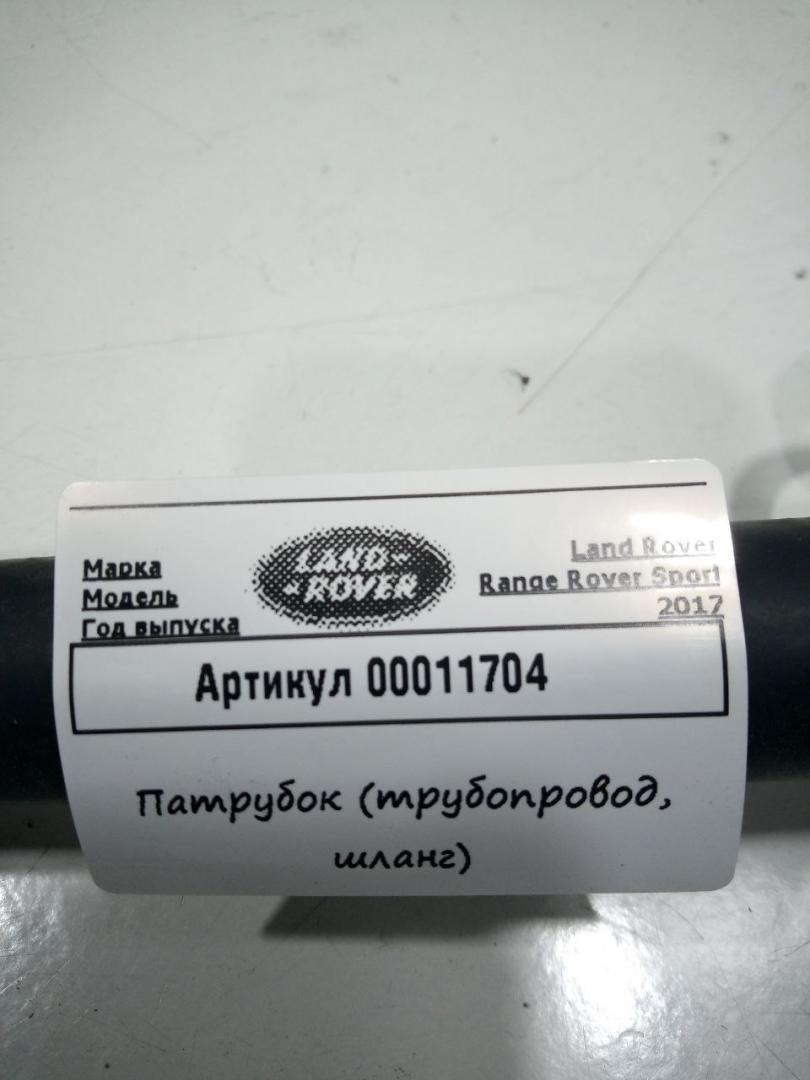 Марка Land Rover
Модель Range Rover Sport
Год выпуска 2017
LAND-
-ROVER
Артикул 00011704
Патрубок (трубопровод,
шланг)